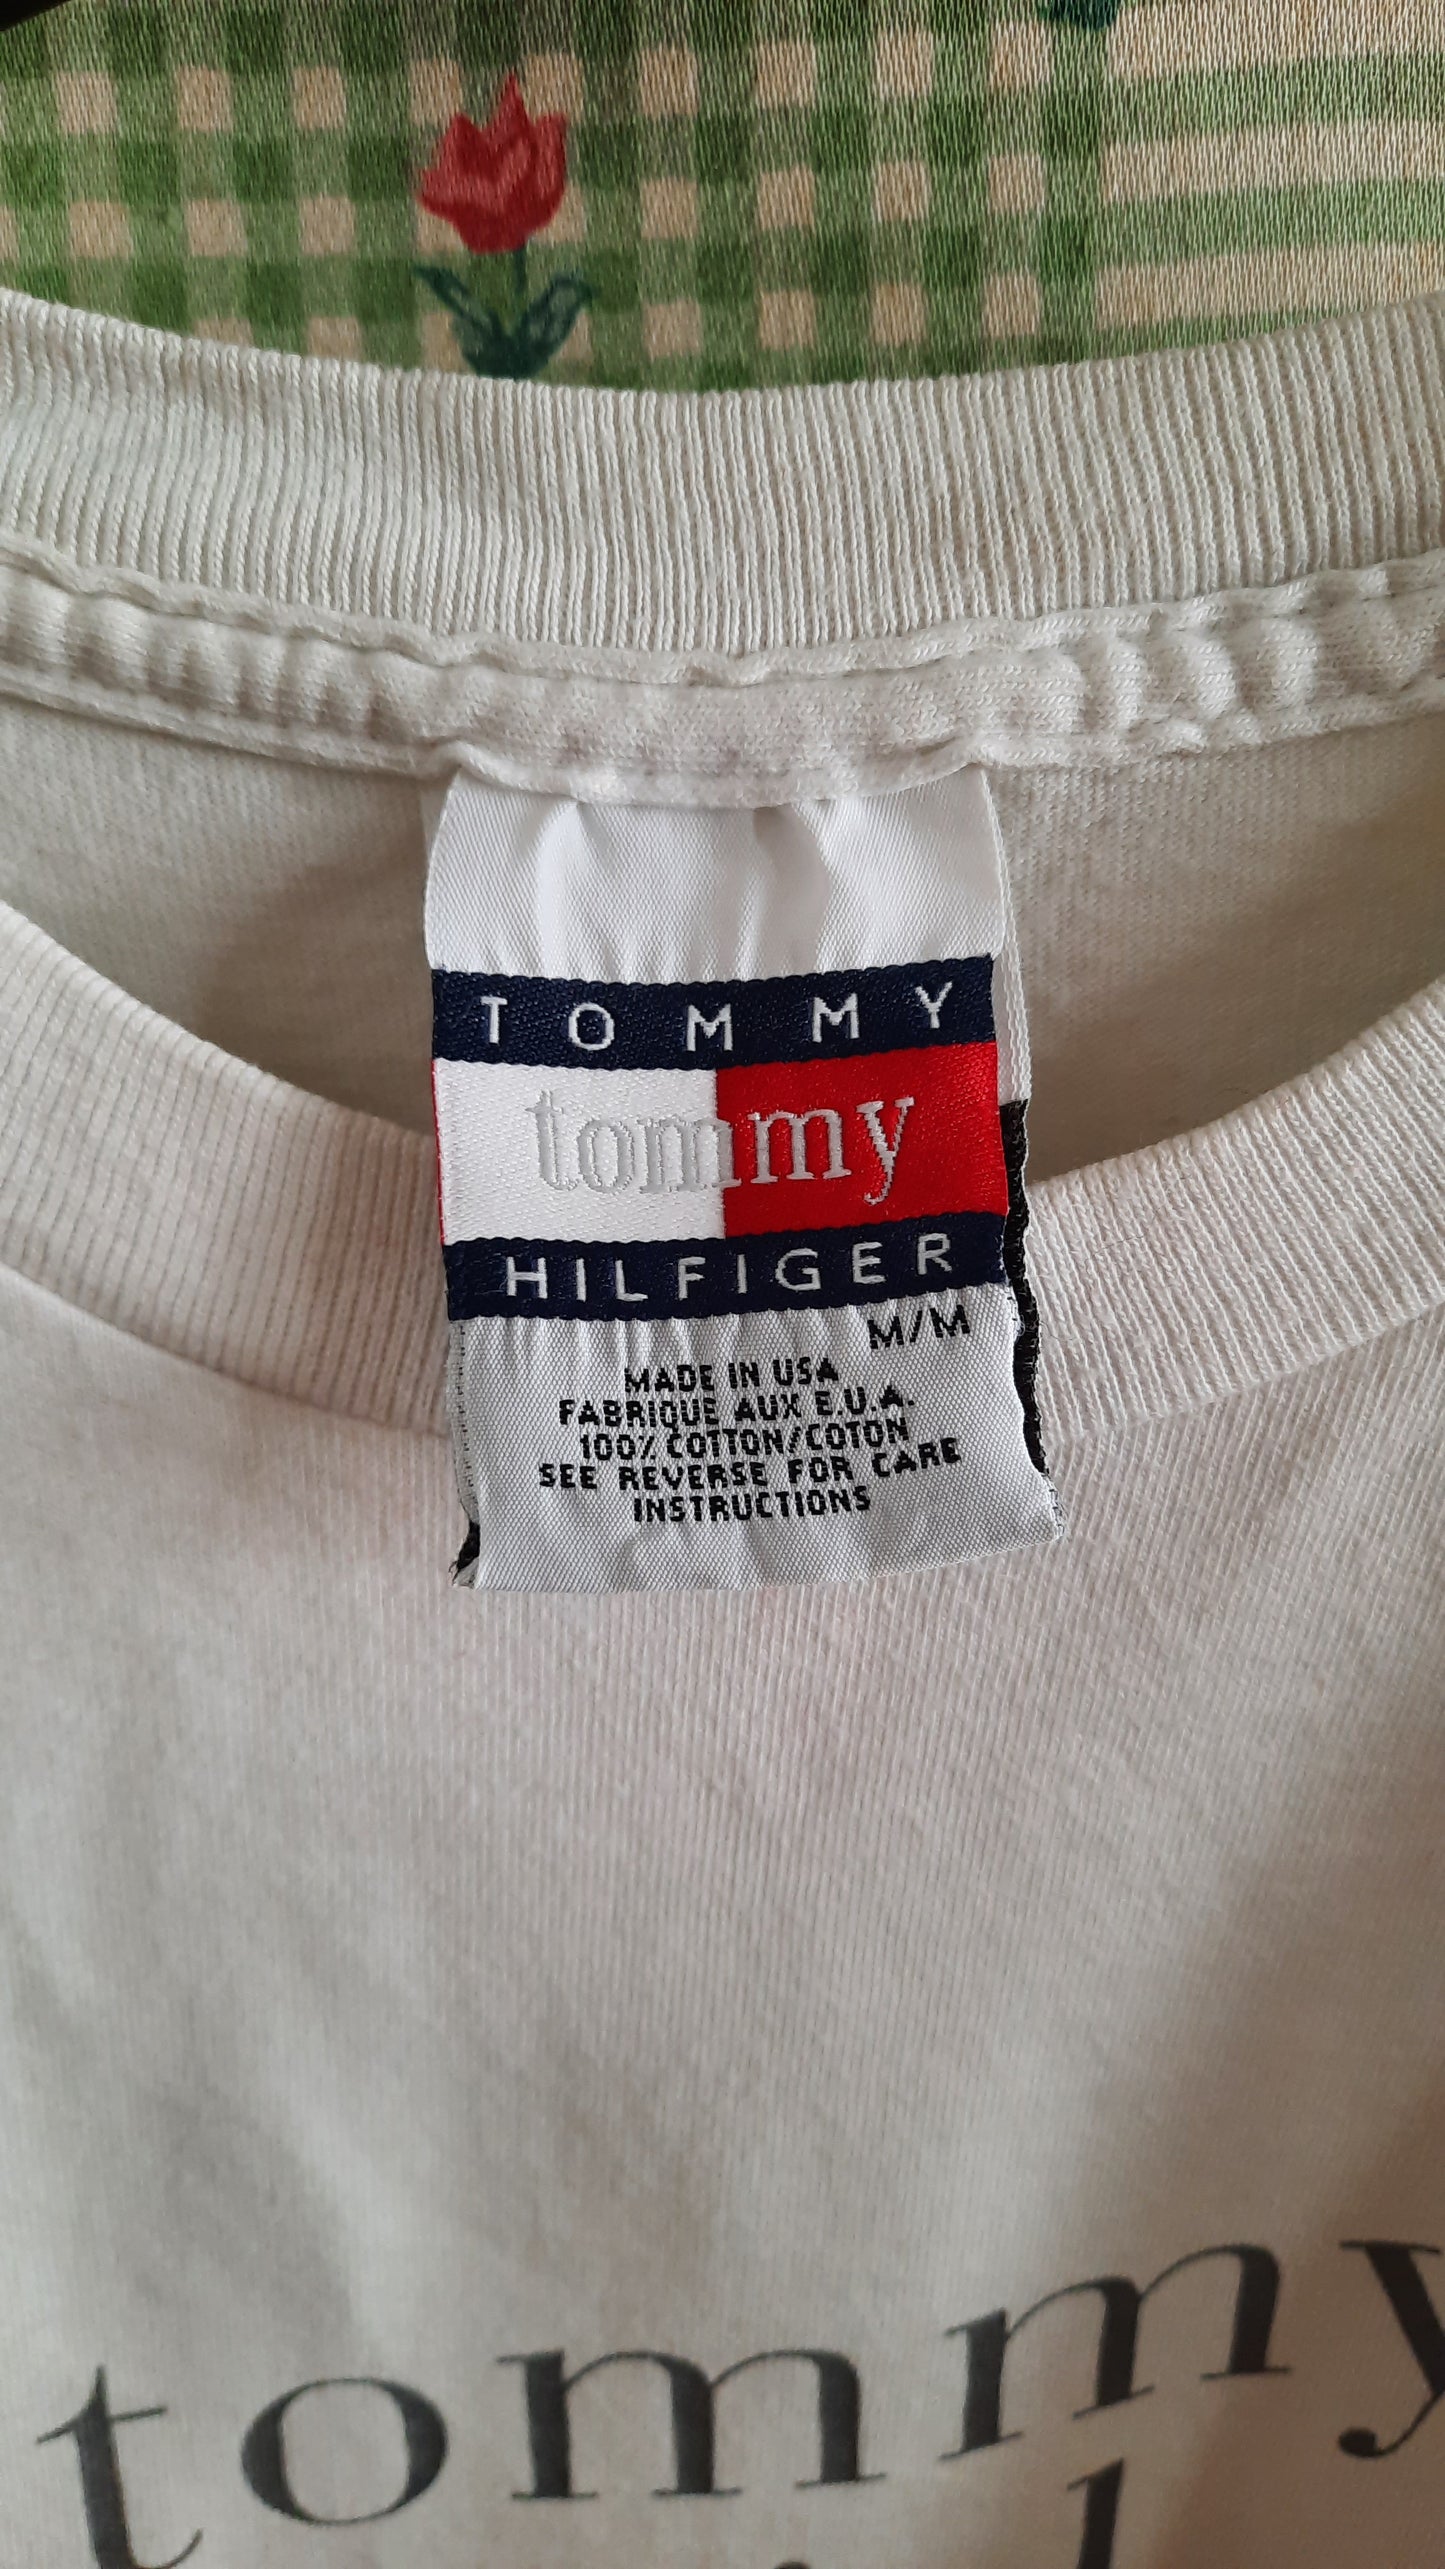 TOMMY
tommy
HILFIGER
M/M
MADE IN USA
FABRIQUE AUX E.U.A.
100% COTTON/COTON
SEE REVERSE FOR CARE
INSTRUCTIONS
tommy